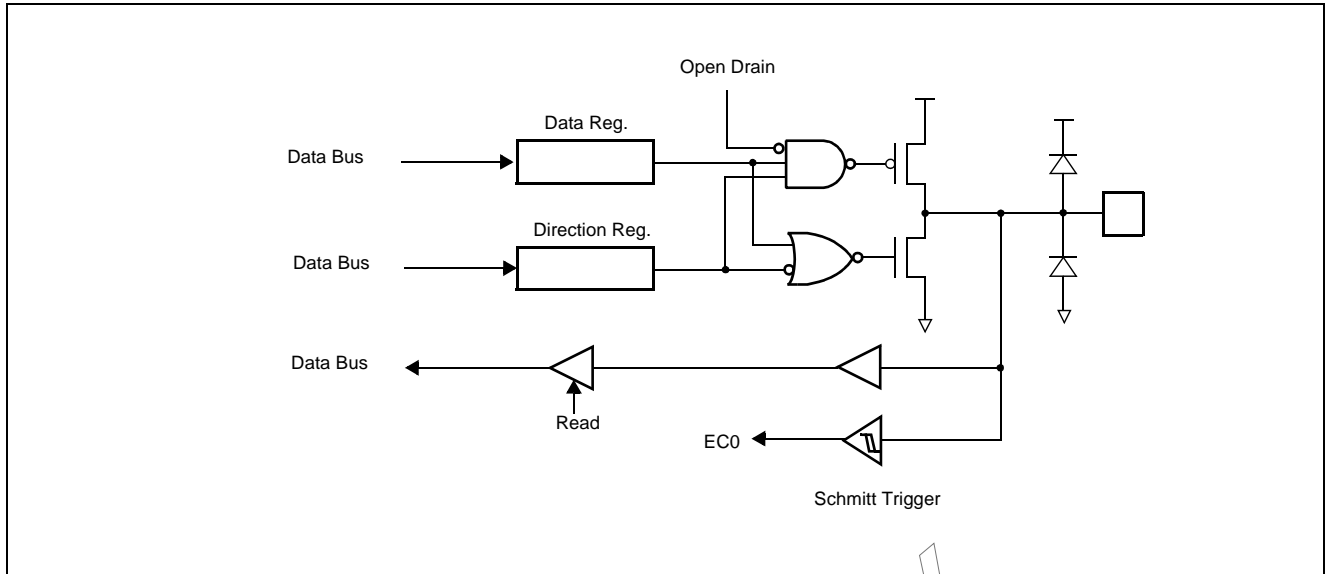 Open Drain
Data Reg.
Data Bus
Direction Reg.
Data Bus
Data Bus
Read
EC0
Schmitt Trigger